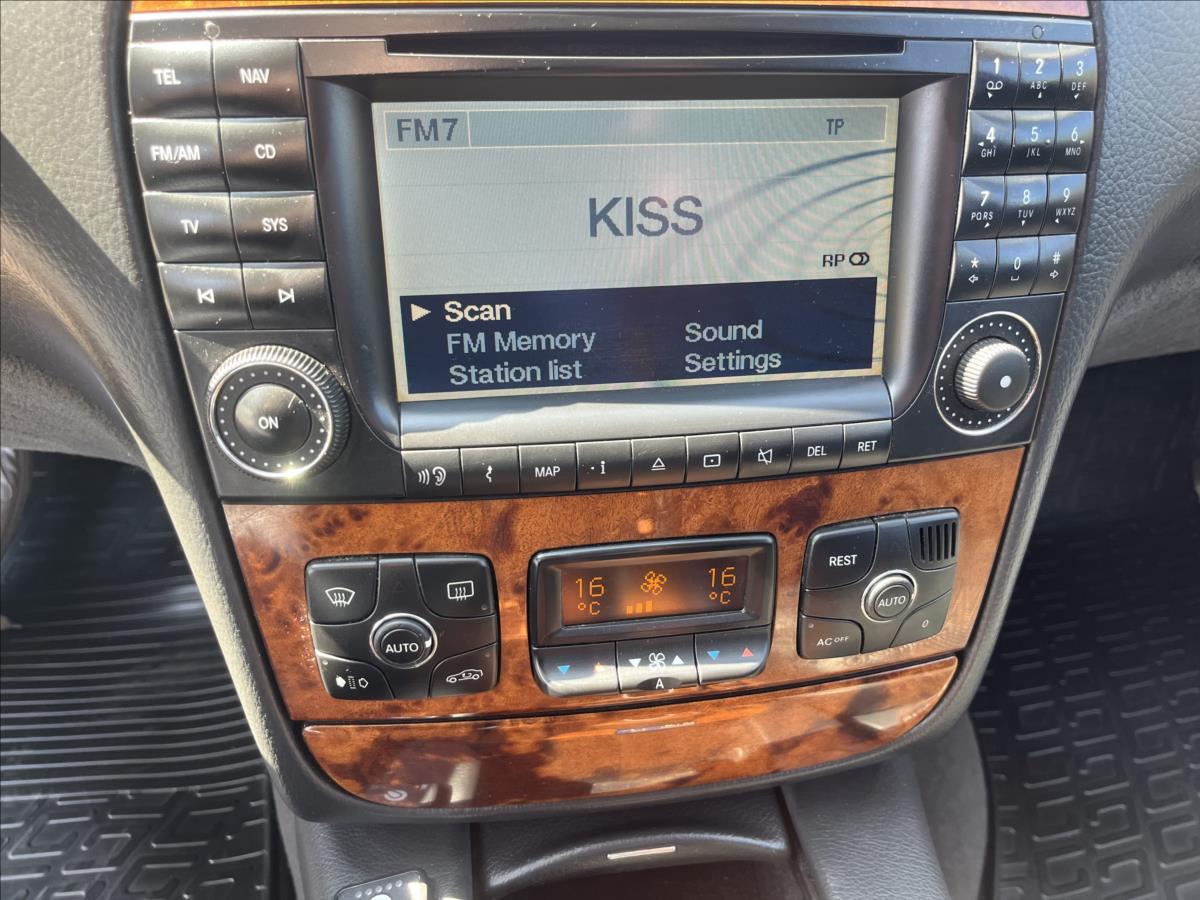 TEL
NAV
FM/AM
CD
TV
SYS
ON
FM7
TP
KISS
RP
Scan
FM Memory
Sound
Station list
Settings
MAP
i
DEL
RET
1
2 ABC
3 DEF
4 GHI
5 JKL
6 MNO
7 PQRS
8 TUV
9 WXYZ
*
0
#
AUTO
16 °C
16 °C
A
REST
AUTO
AC OFF
0